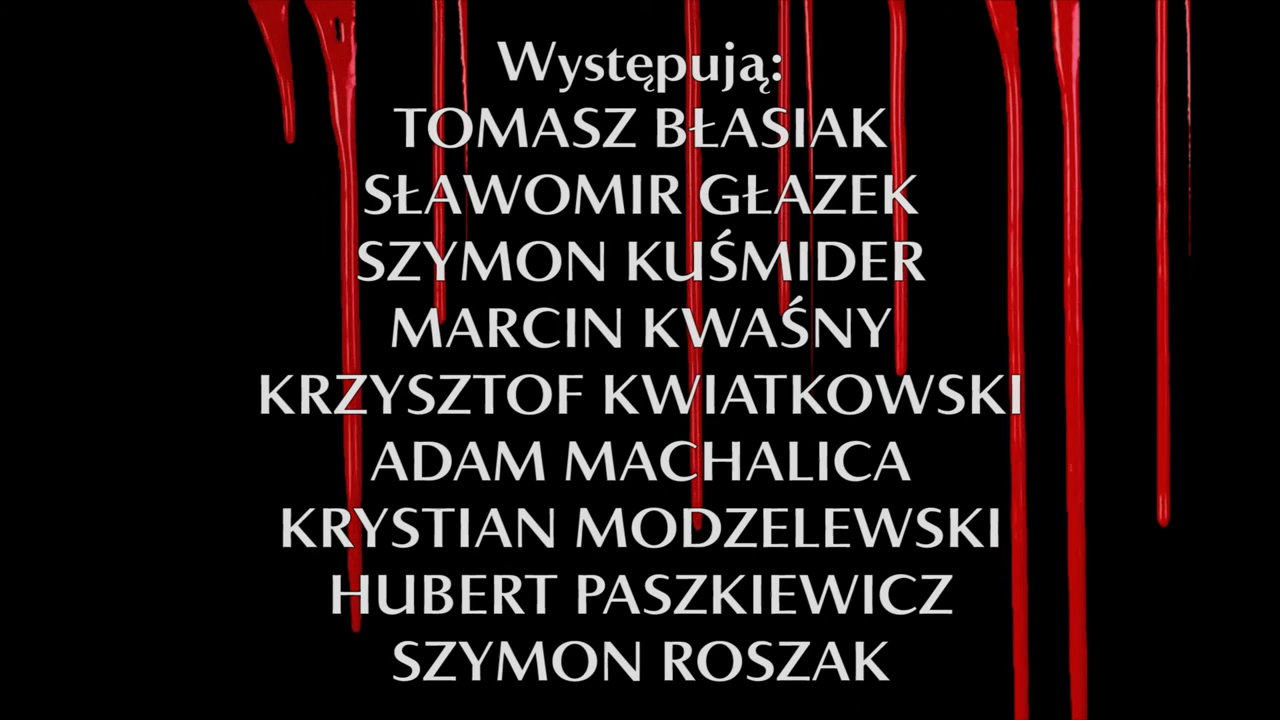 Występują:
TOMASZ BŁASIAK
SŁAWOMIR GŁAZEK
SZYMON KUŚMIDER
MARCIN KWAŚNY
KRZYSZTOF KWIATKOWSKI
ADAM MACHALICA
KRYSTIAN MODZELEWSKI
HUBERT PASZKIEWICZ
SZYMON ROSZAK